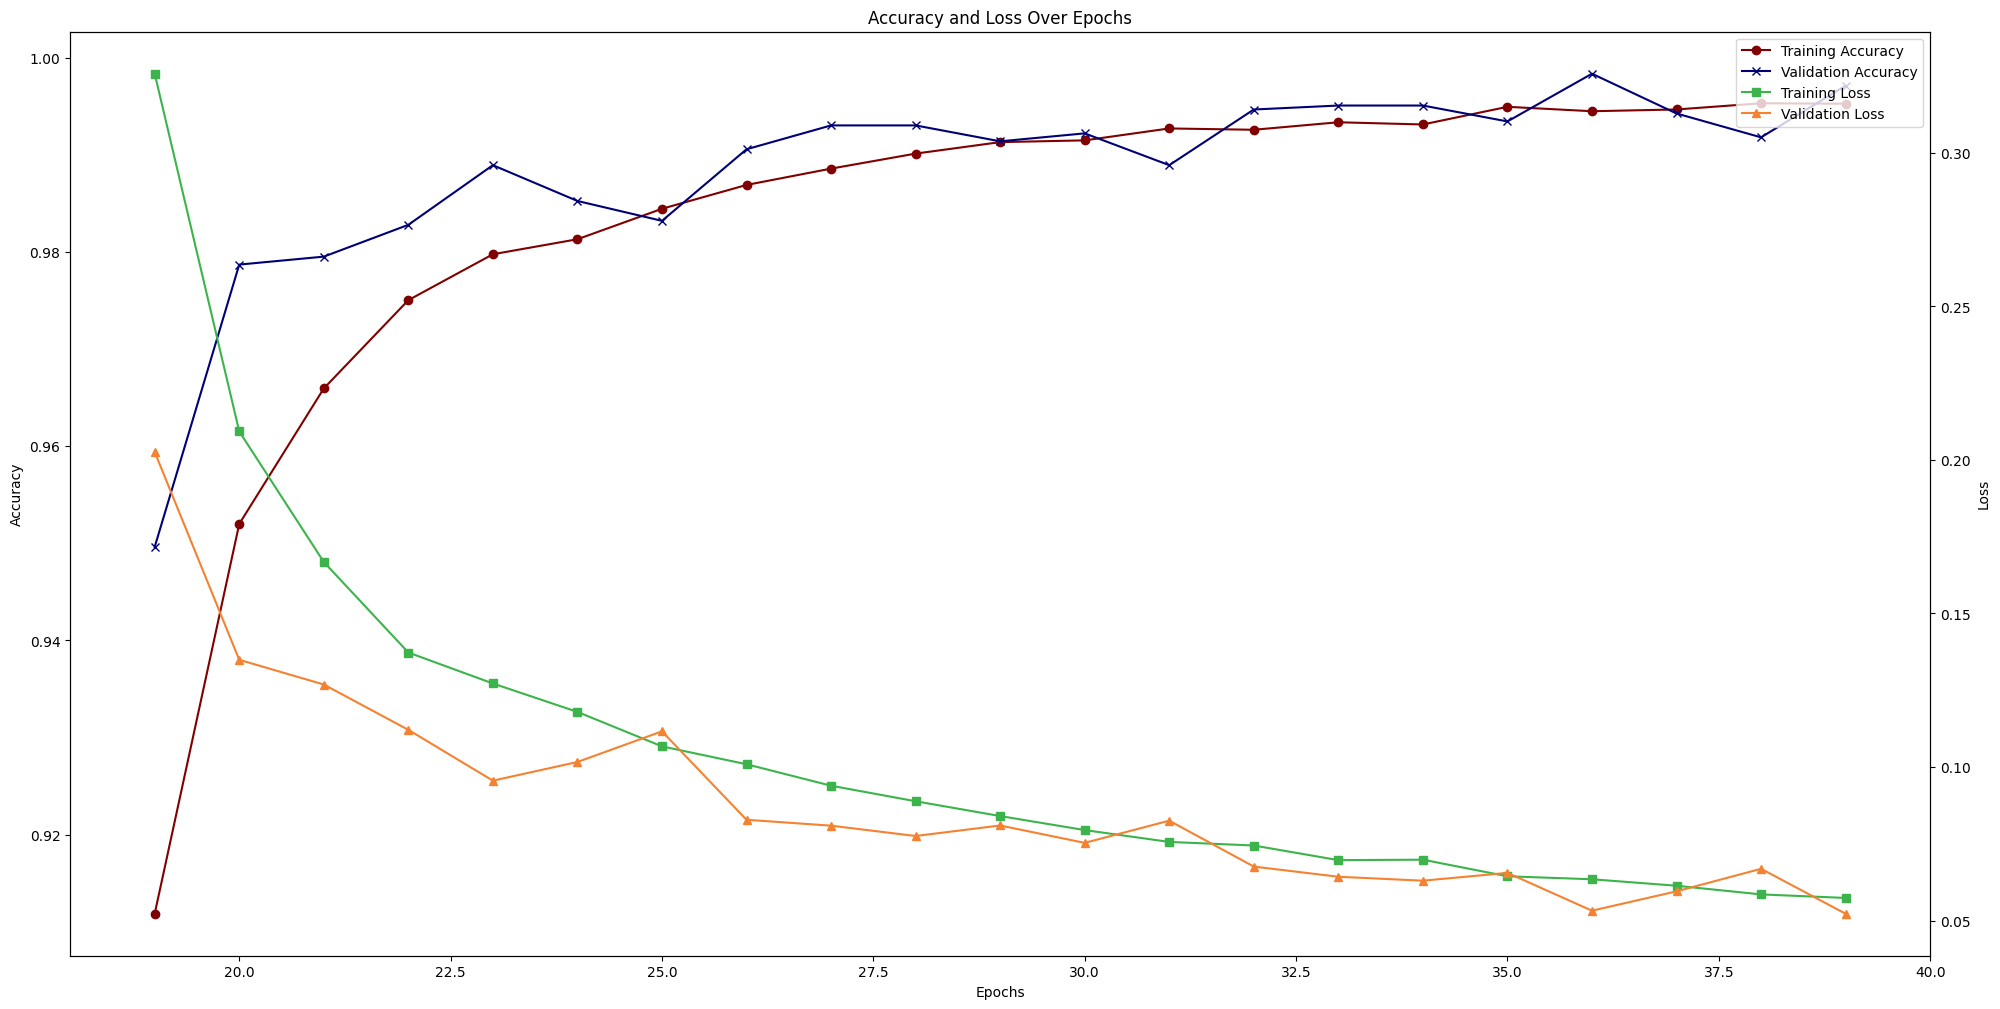 Accuracy and Loss Over Epochs
Training Accuracy
Validation Accuracy
Training Loss
Validation Loss
1.00
0.98
0.96
0.94
0.92
Accuracy
0.30
0.25
0.20
0.15
0.10
0.05
Loss
20.0 22.5 25.0 27.5 30.0 32.5 35.0 37.5 40.0
Epochs